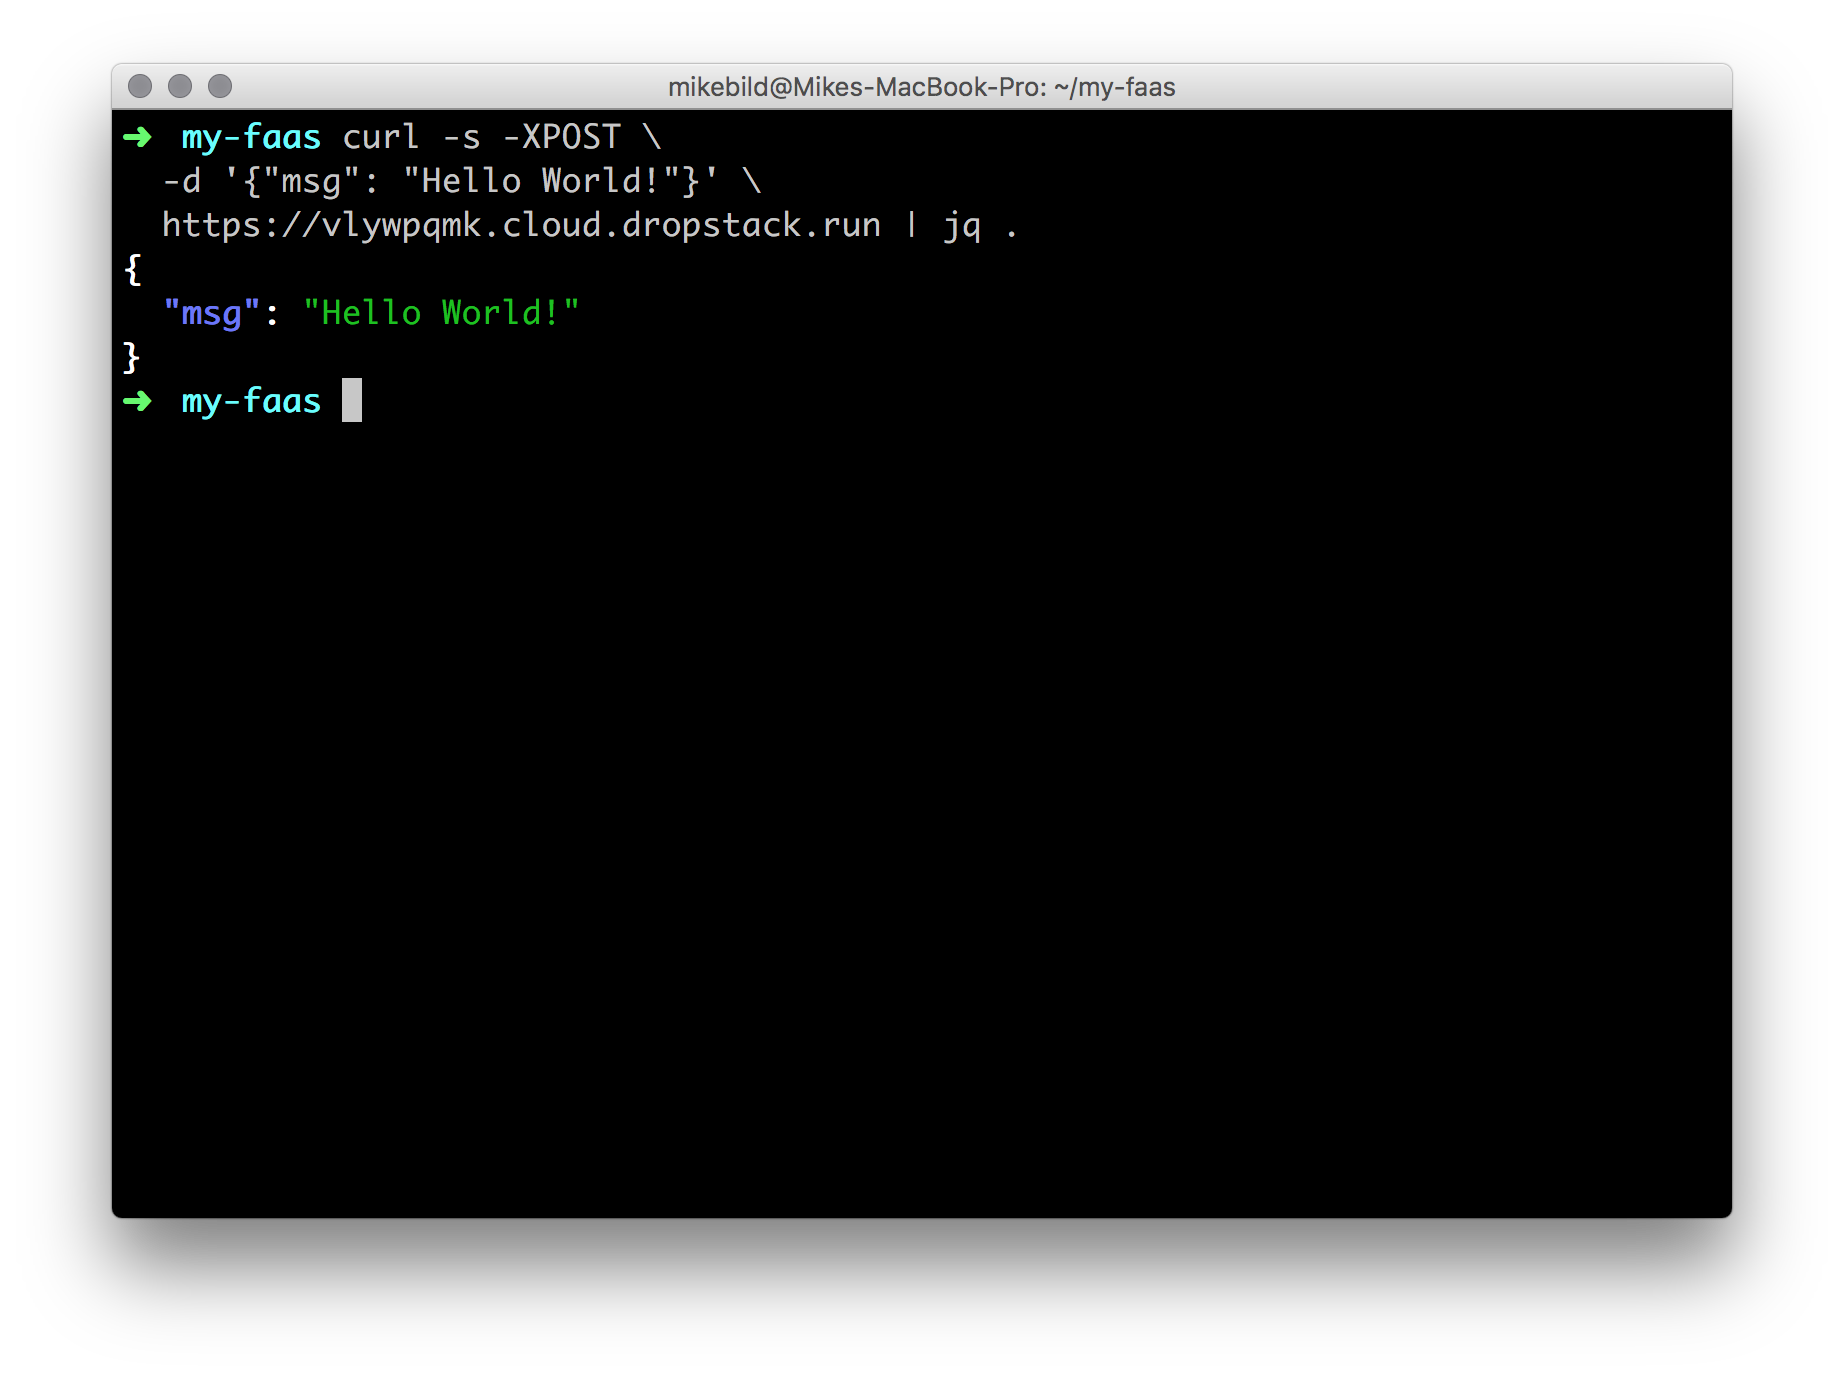 mikebild@Mikes-MacBook-Pro: ~/my-faas
➜ my-faas curl -s -XPOST \
-d '{"msg": "Hello World!"}' \
https://vlywpqmk.cloud.dropstack.run | jq .
{
"msg": "Hello World!"
}
➜ my-faas